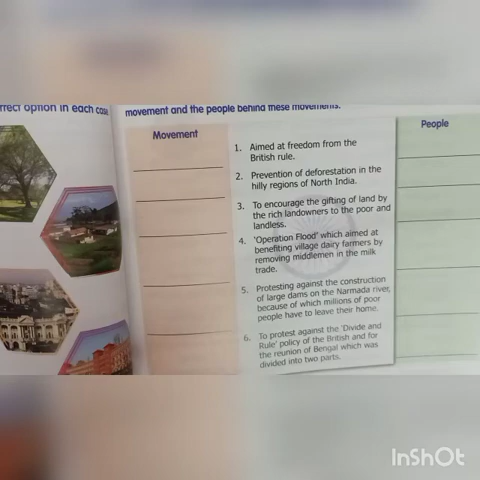 rrect option in each case.
movement and the people behind these movements.
Movement
People
1. Aimed at freedom from the
British rule.
2. Prevention of deforestation in the
hilly regions of North India.
3. To encourage the gifting of land by
the rich landowners to the poor and
landless.
4. 'Operation Flood' which aimed at
benefiting village dairy farmers by
removing middlemen in the milk
trade.
5. Protesting against the construction
of large dams on the Narmada river,
because of which millions of poor
people have to leave their home.
6. To protest against the 'Divide and
Rule' policy of the British and for
the reunion of Bengal which was
divided into two parts.
InShOt